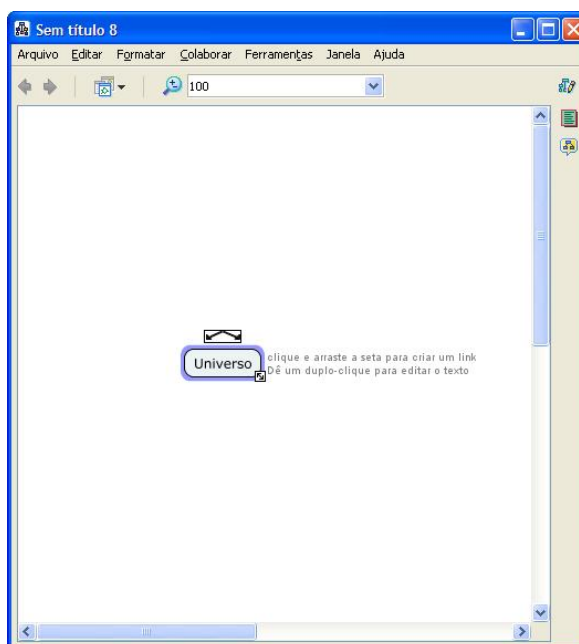 Sem título 8
Arquivo Editar Formatar Colaborar Ferramentas Janela Ajuda
100
Universo
clique e arraste a seta para criar um link
Dê um duplo-clique para editar o texto